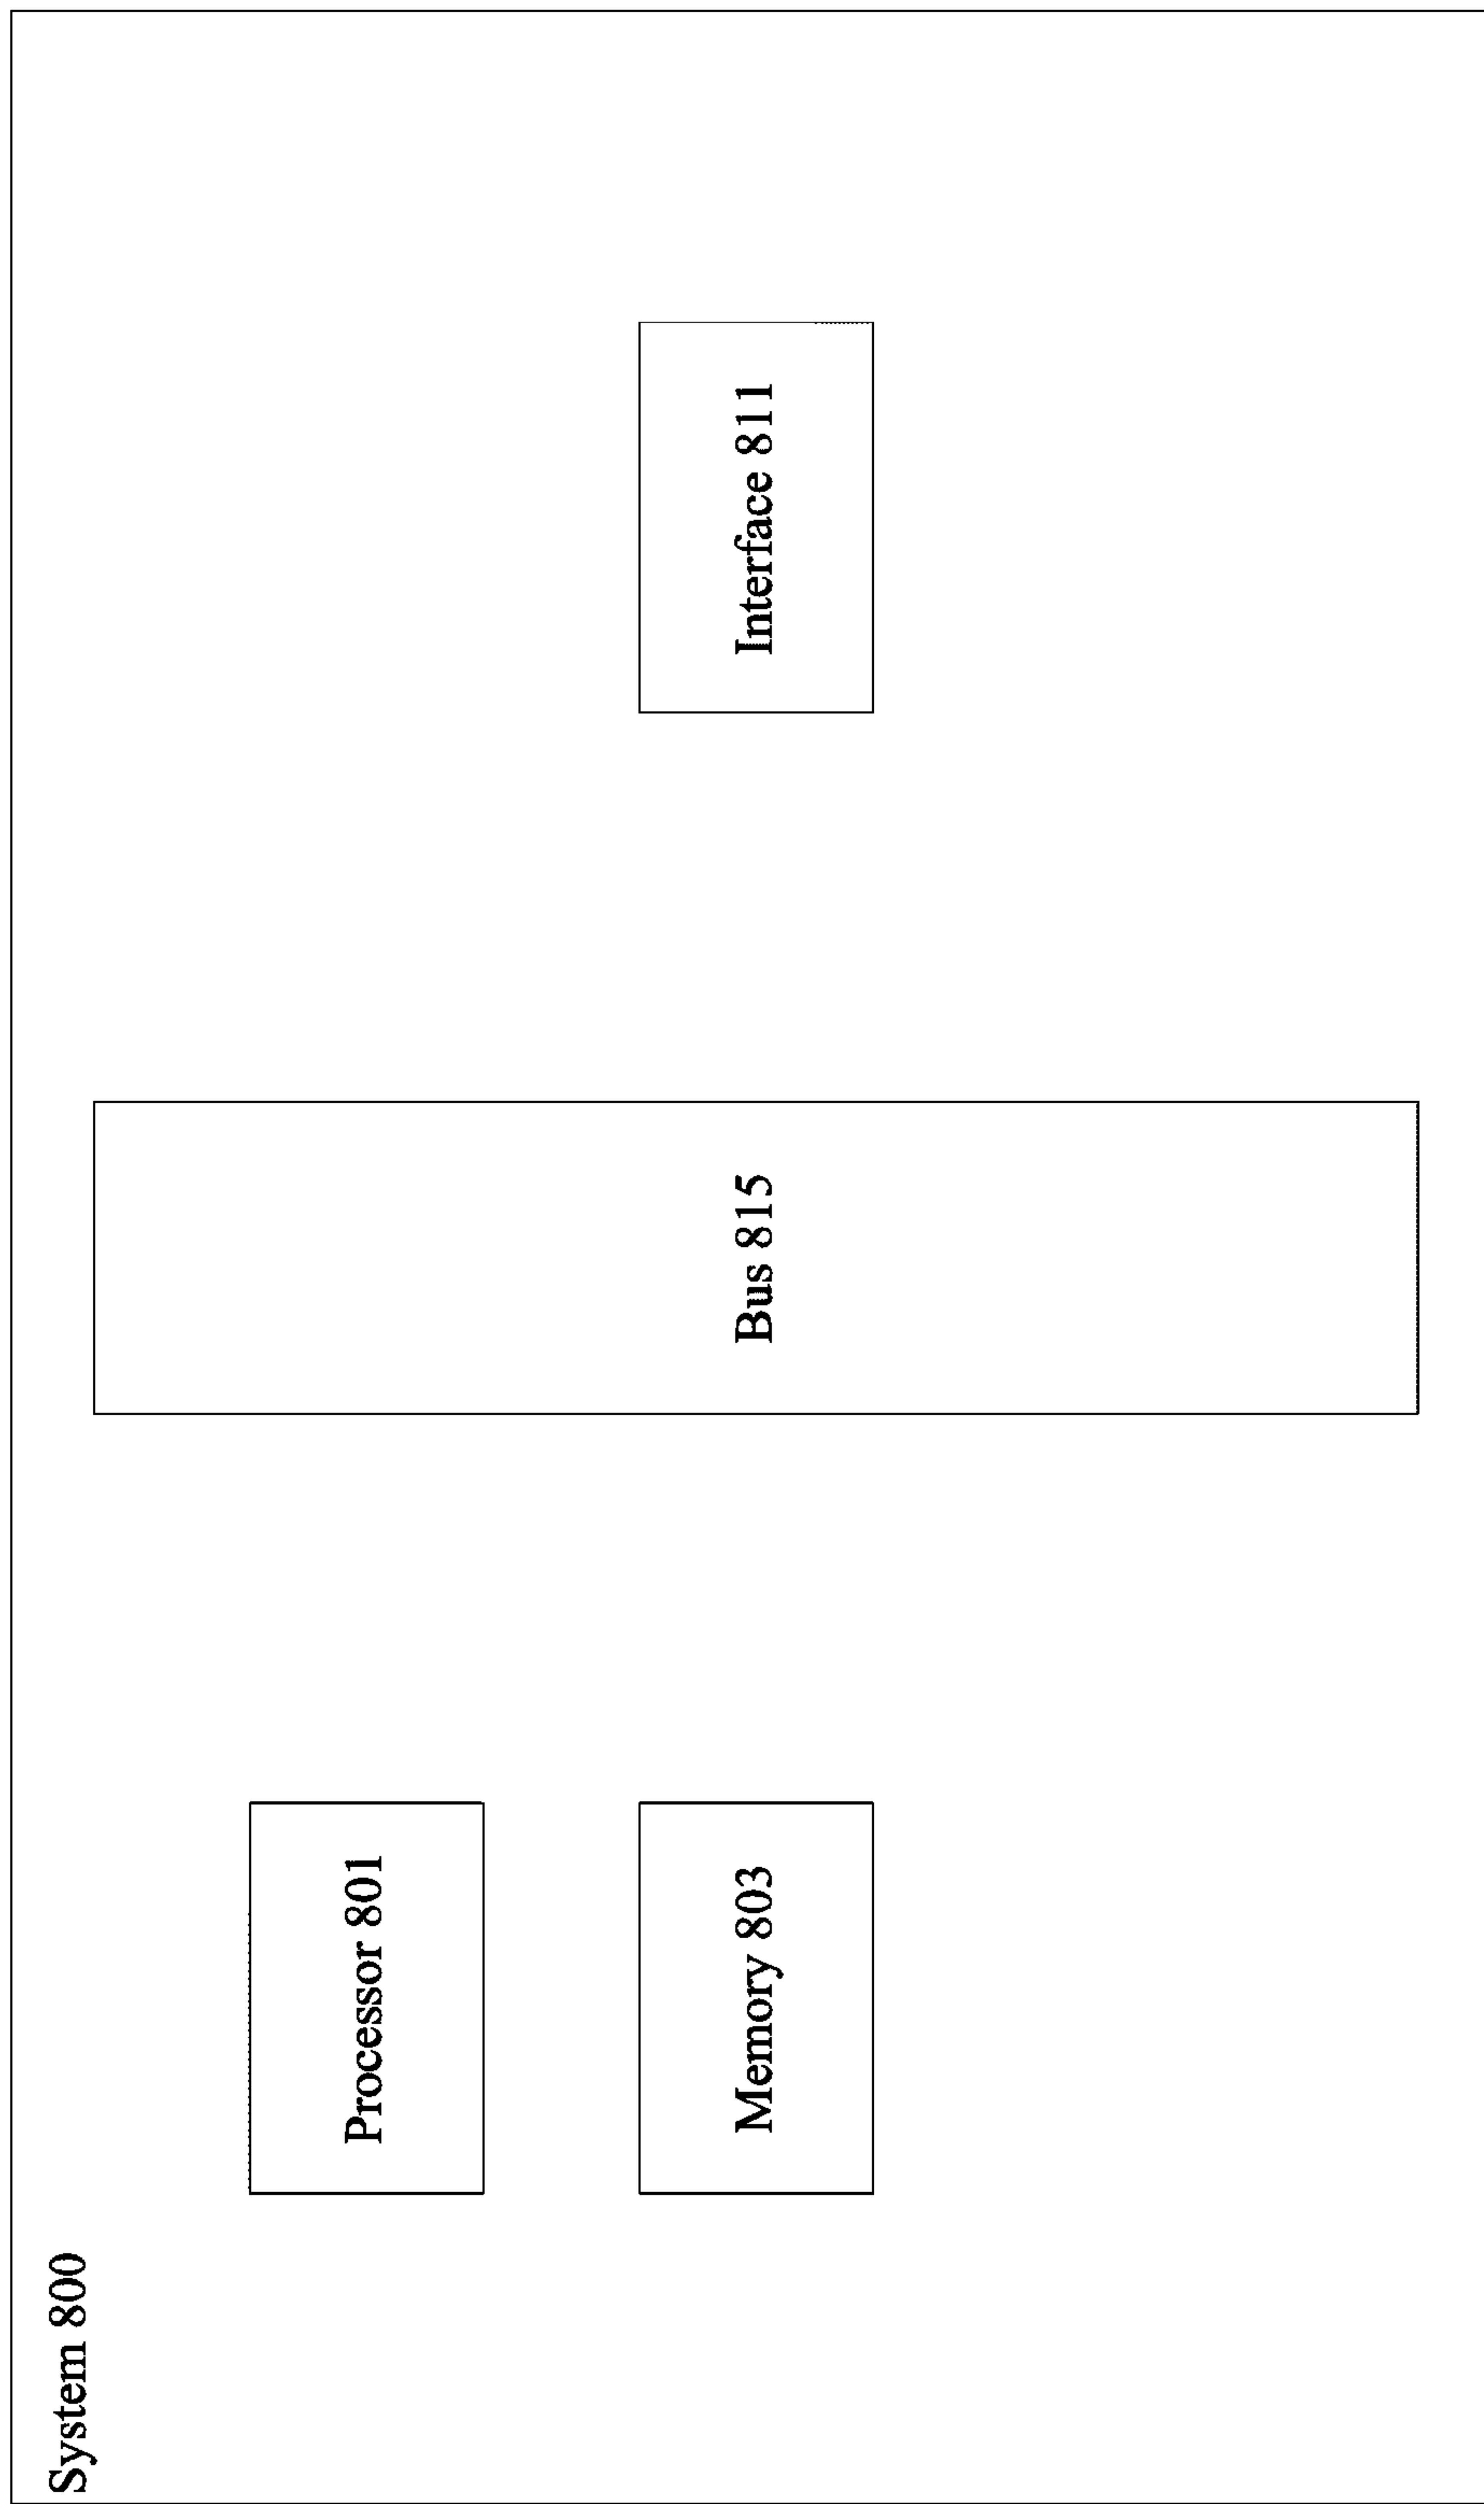 System 800
Processor 801
Memory 803
Bus 815
Interface 811